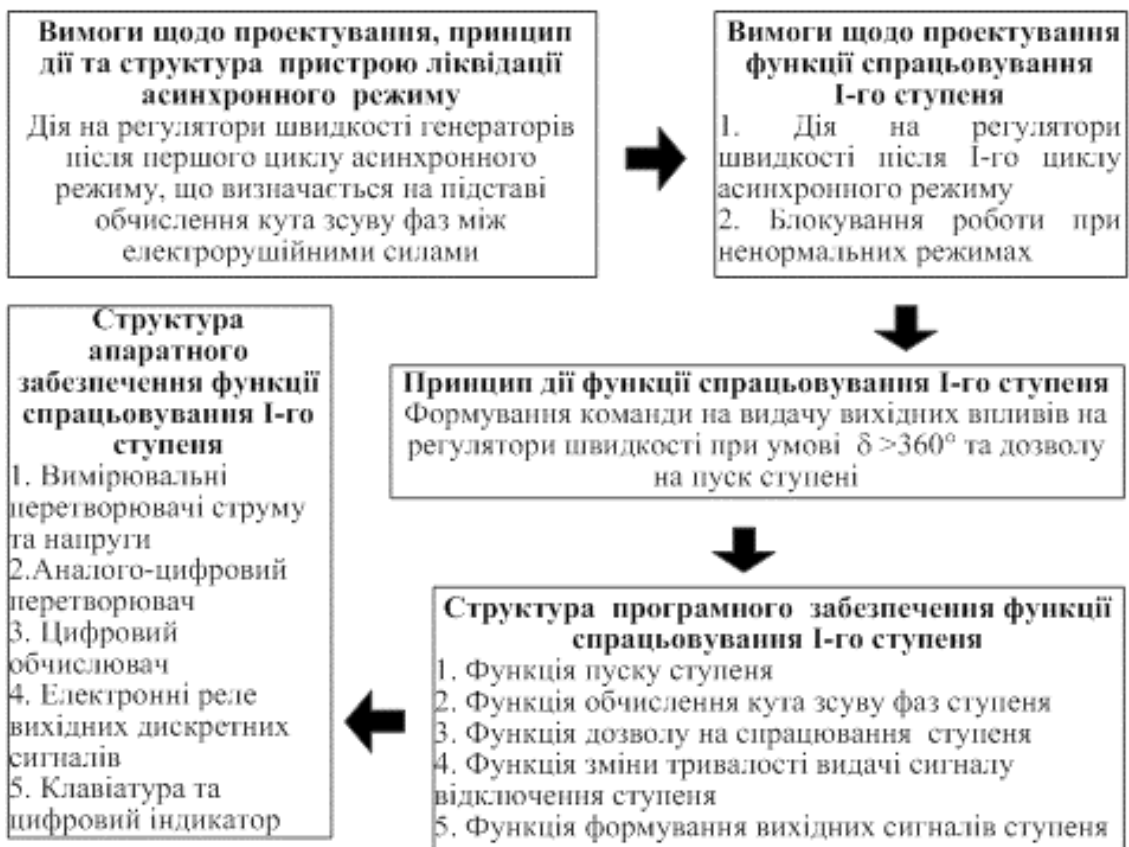 Вимоги щодо проектування, принцип
дії та структура пристрою ліквідації
асинхронного режиму
Дія на регулятори швидкості генераторів
після першого циклу асинхронного
режиму, що визначається на підставі
обчислення кута зсуву фаз між
електрорушійними силами
Вимоги щодо проектування
функції спрацьовування
І-го ступеня
1. Дія на регулятори
швидкості після І-го циклу
асинхронного режиму
2. Блокування роботи при
ненормальних режимах
Принцип дії функції спрацьовування І-го ступеня
Формування команди на видачу вихідних впливів на
регулятори швидкості при умові δ >360° та дозволу
на пуск ступені
Структура програмного забезпечення функції
спрацьовування І-го ступеня
1. Функція пуску ступеня
2. Функція обчислення кута зсуву фаз ступеня
3. Функція дозволу на спрацювання ступеня
4. Функція зміни тривалості видачі сигналу
відключення ступеня
5. Функція формування вихідних сигналів ступеня
Структура
апаратного
забезпечення функції
спрацьовування І-го
ступеня
1. Вимірювальні
перетворювачі струму
та напруги
2.Аналого-цифровий
перетворювач
3. Цифровий
обчислювач
4. Електронні реле
вихідних дискретних
сигналів
5. Клавіатура та
цифровий індикатор